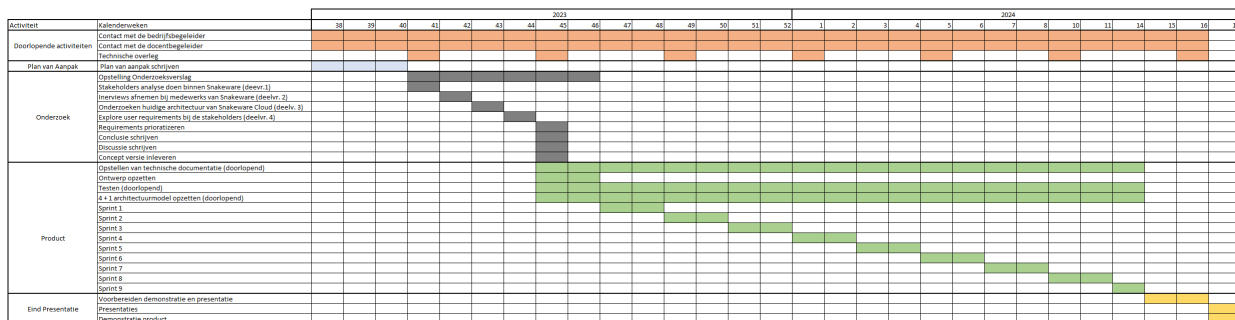 2023 2024
Activiteit Kalenderweken 38 39 40 41 42 43 44 45 46 47 48 49 50 51 52 1 2 3 4 5 6 7 8 10 11 14 15 16
Contact met de bedrijfsbegeleider
Doorlopende activiteiten Contact met de docentbegeleider
Technische overleg
Plan van Aanpak Plan van aanpak schrijven
Opstelling Onderzoeksverslag
Stakeholders analyse doen binnen Snakeware (deevr.1)
Inerviews afnemen bij medewerks van Snakeware (deelvr. 2)
Onderzoeken huidige architectuur van Snakeware Cloud (deelv. 3)
Onderzoek Explore user requirements bij de stakeholders (deelvr. 4)
Requirements prioratizeren
Conclusie schrijven
Discussie schrijven
Concept versie inleveren
Opstellen van technische documentatie (doorlopend)
Ontwerp opzetten
Testen (doorlopend)
4 + 1 architectuurmodel opzetten (doorlopend)
Sprint 1
Sprint 2
Product Sprint 3
Sprint 4
Sprint 5
Sprint 6
Sprint 7
Sprint 8
Sprint 9
Voorbereiden demonstratie en presentatie
Eind Presentatie Presentaties
Demonstratie product